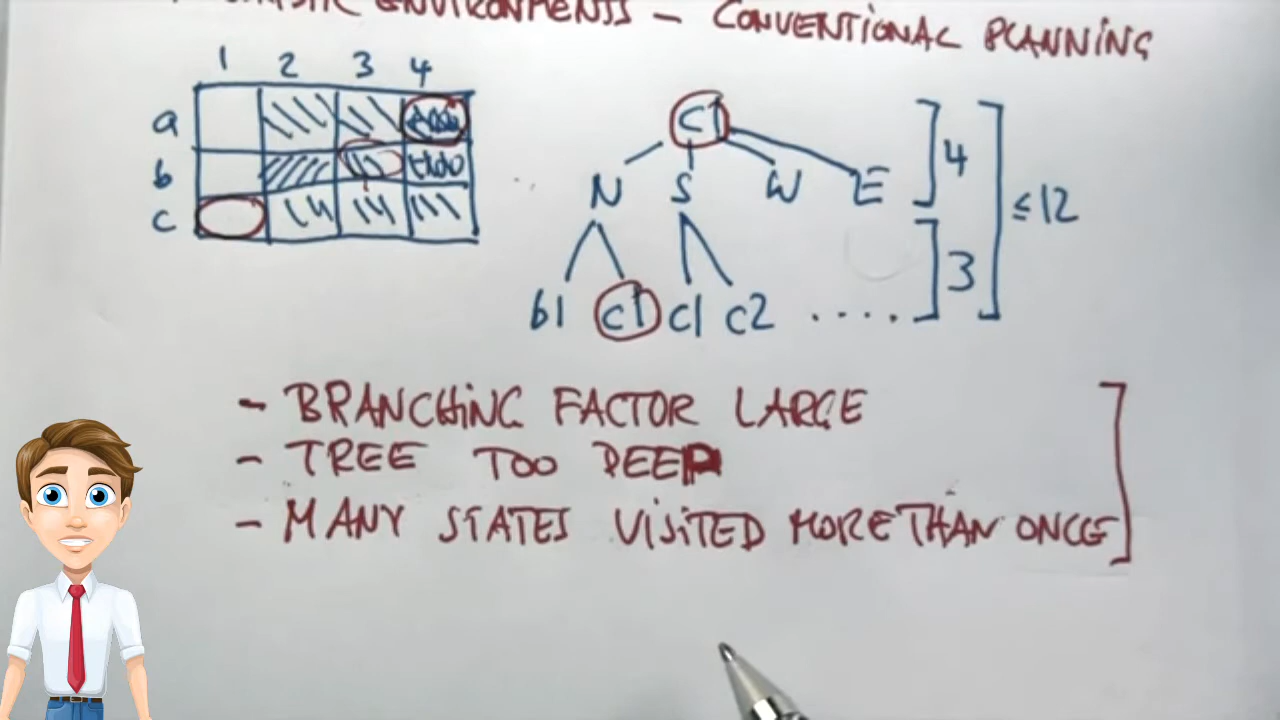 ENVIRONMENTS – CONVENTIONAL PLANNING
1 2 3 4
a
b
c
C1
N S W E
4
≤12
3
b1 c1 c1 c2 .....
- BRANCHING FACTOR LARGE
- TREE TOO DEEP
- MANY STATES VISITED MORE THAN ONCE